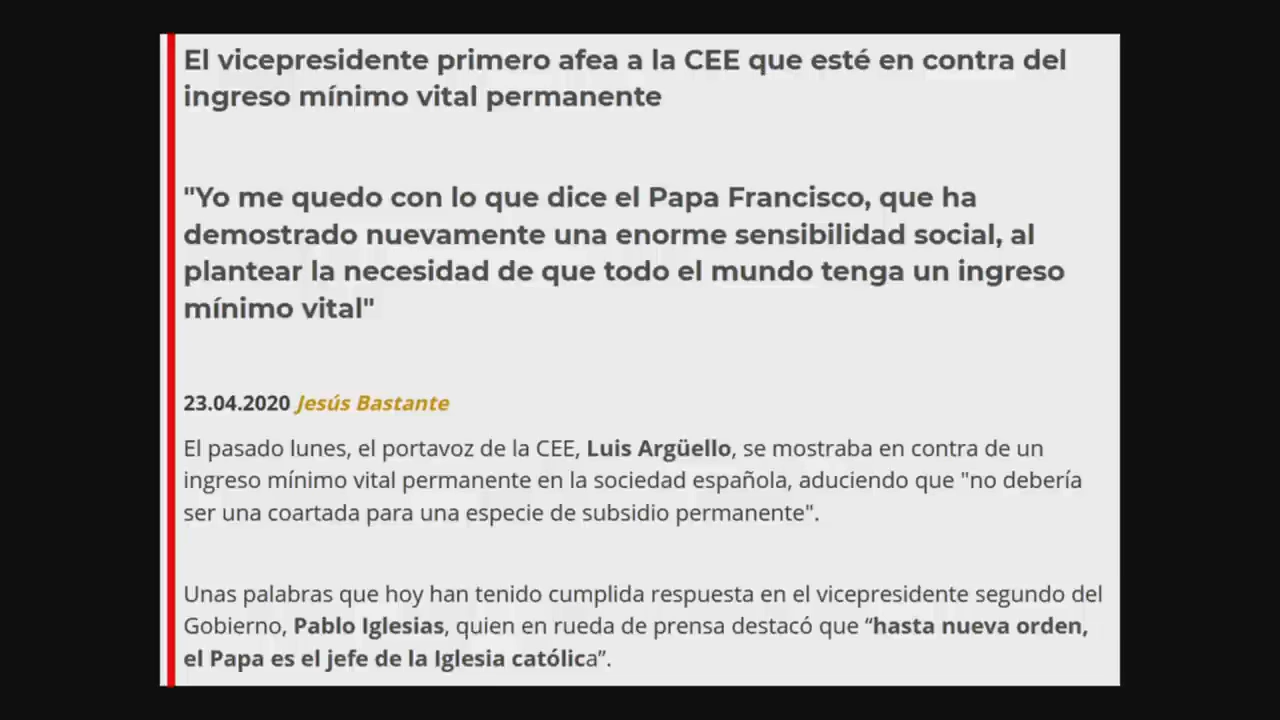 El vicepresidente primero afea a la CEE que esté en contra del
ingreso mínimo vital permanente
"Yo me quedo con lo que dice el Papa Francisco, que ha
demostrado nuevamente una enorme sensibilidad social, al
plantear la necesidad de que todo el mundo tenga un ingreso
mínimo vital"
23.04.2020 Jesús Bastante
El pasado lunes, el portavoz de la CEE, Luis Argüello, se mostraba en contra de un
ingreso mínimo vital permanente en la sociedad española, aduciendo que "no debería
ser una coartada para una especie de subsidio permanente".
Unas palabras que hoy han tenido cumplida respuesta en el vicepresidente segundo del
Gobierno, Pablo Iglesias, quien en rueda de prensa destacó que “hasta nueva orden,
el Papa es el jefe de la Iglesia católica”.